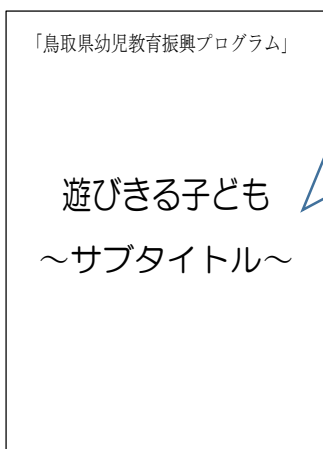 「鳥取県幼児教育振興プログラム」
遊びきる子ども
～サブタイトル～